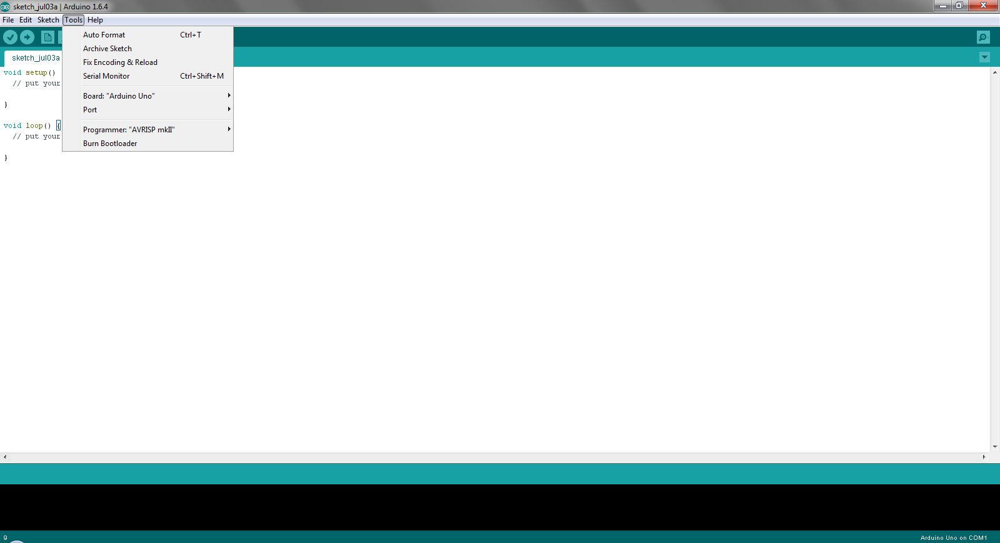 sketch_jul03a | Arduino 1.6.4
File Edit Sketch Tools Help
Auto Format Ctrl+T
Archive Sketch
Fix Encoding & Reload
Serial Monitor Ctrl+Shift+M
Board: "Arduino Uno"
Port
Programmer: "AVRISP mkII"
Burn Bootloader
sketch_jul03a
void setup()
// put your
}
void loop() {
// put your
}
9
Arduino Uno on COM1